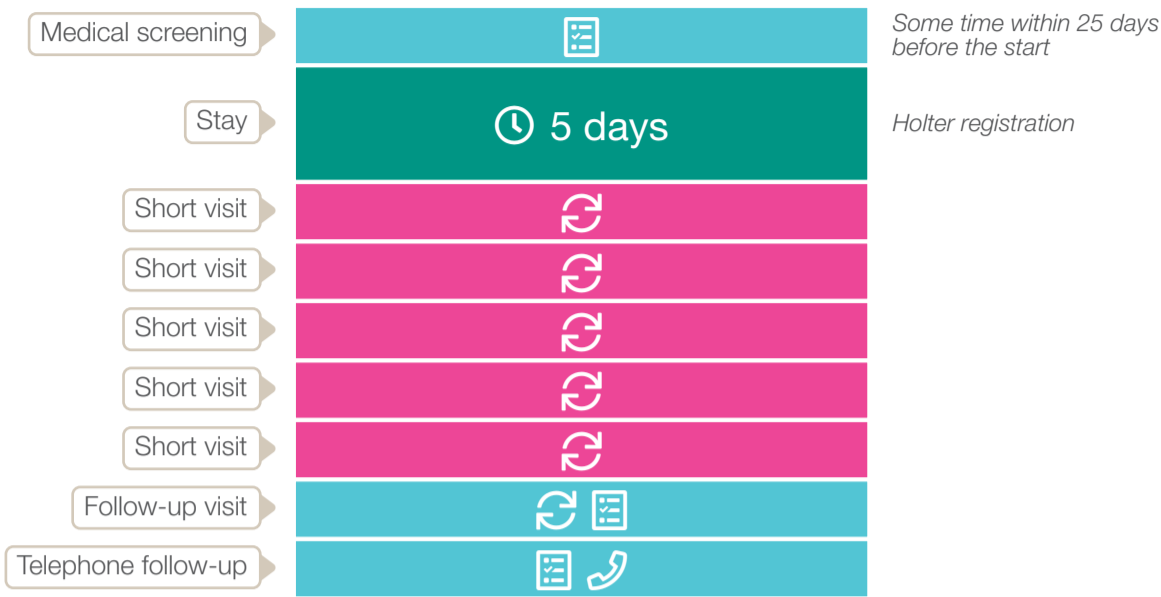 Medical screening
Some time within 25 days
before the start
Stay
5 days
Holter registration
Short visit
Short visit
Short visit
Short visit
Short visit
Follow-up visit
Telephone follow-up